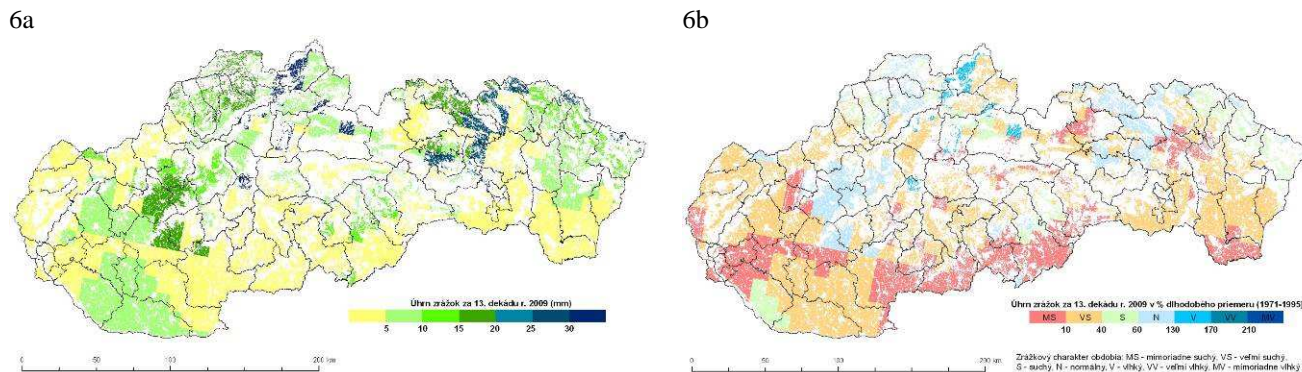 6a
6b
Úhrn zrážok za 13. dekádu r. 2009 (mm)
5 10 15 20 25 30
0 50 100 200 km
Úhrn zrážok za 13. dekádu r. 2009 v % dlhodobého priemeru (1971-1995)
MS VS S N V VV MV
10 40 60 130 170 210
0 50 100 200 km
Zrážkový charakter obdobia: MS - mimoriadne suchý, VS - veľmi suchý,
S - suchý, N - normálny, V - vlhký, VV - veľmi vlhký, MV - mimoriadne vlhký